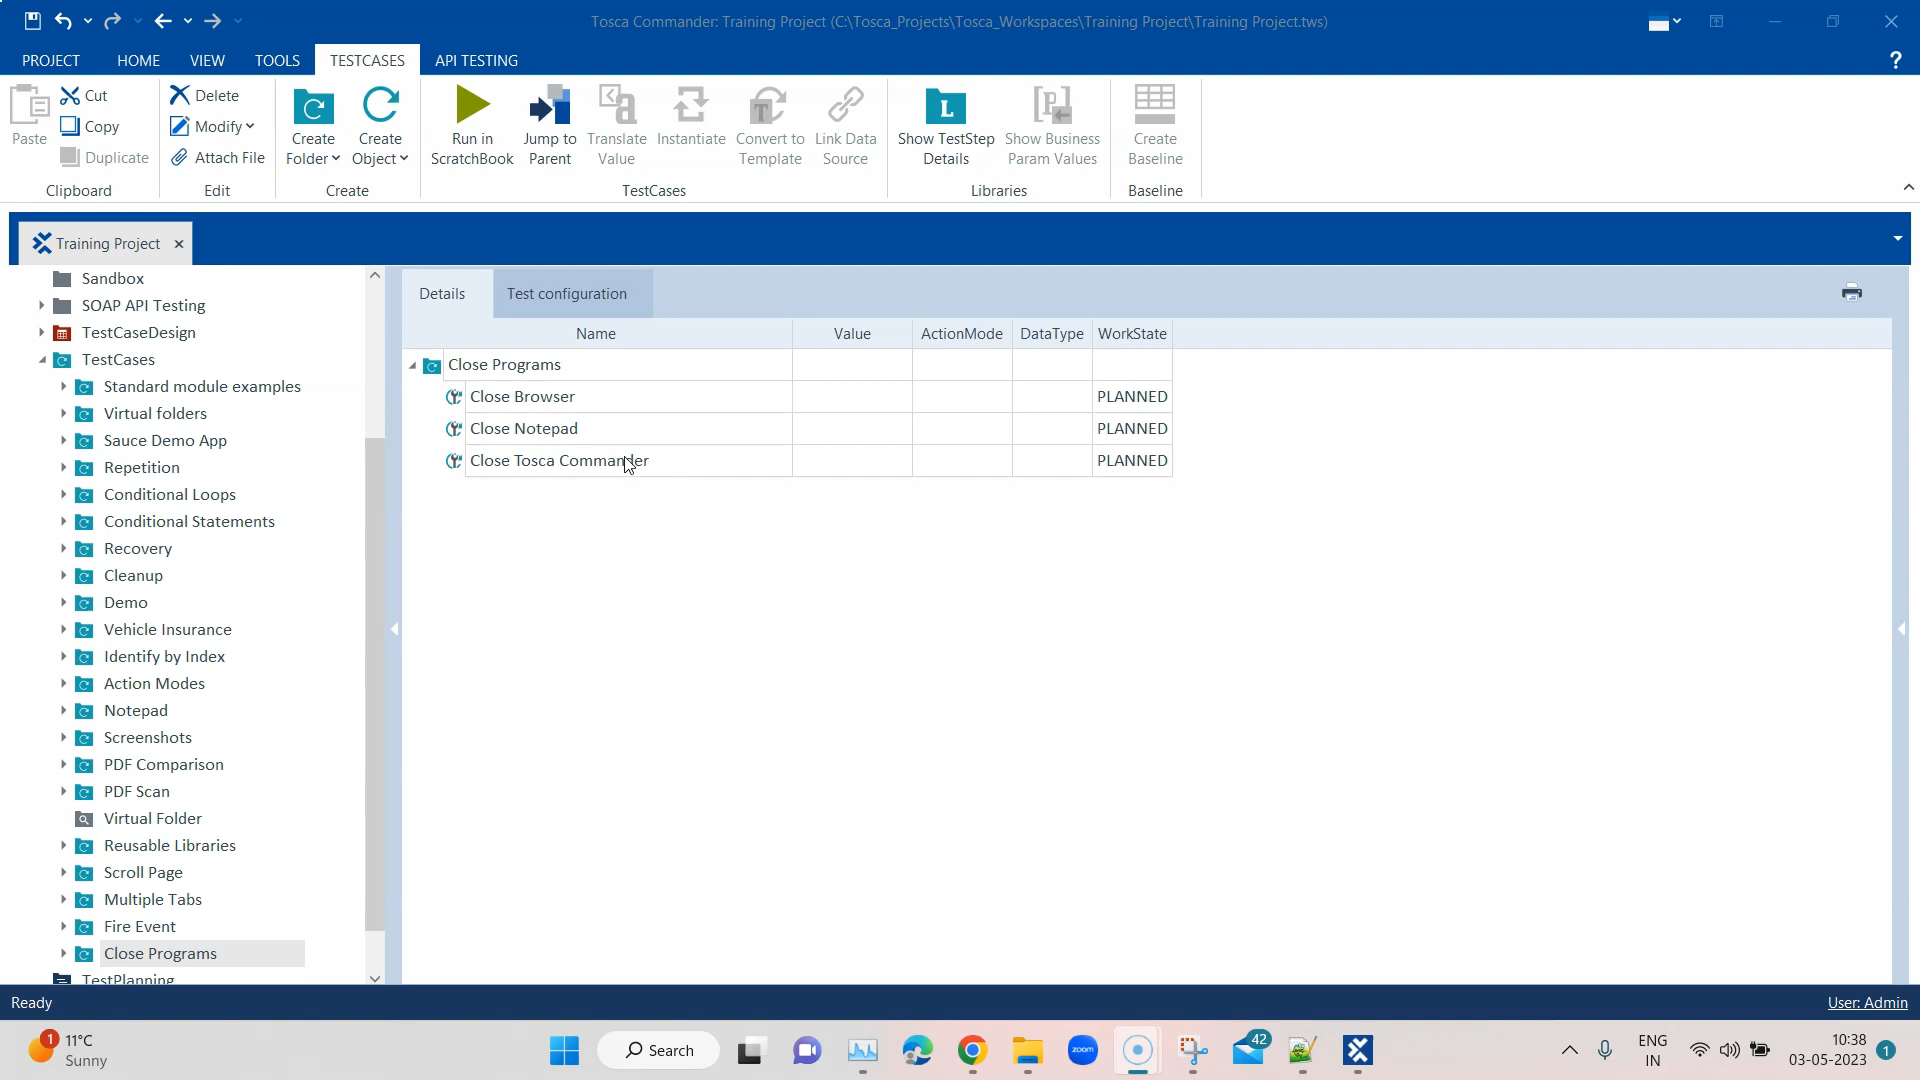 Tosca Commander: Training Project (C:\Tosca_Projects\Tosca_Workspaces\Training Project\Training Project.tws)
PROJECT HOME VIEW TOOLS TESTCASES API TESTING ?
Paste
Cut
Copy
Duplicate
Clipboard
Delete
Modify
Attach File
Edit
Create Folder
Create Object
Create
Run in ScratchBook
Jump to Parent
Translate Value
Instantiate
Convert to Template
Link Data Source
TestCases
Show TestStep Details
Show Business Param Values
Libraries
Create Baseline
Baseline
Training Project
Sandbox
SOAP API Testing
TestCaseDesign
TestCases
Standard module examples
Virtual folders
Sauce Demo App
Repetition
Conditional Loops
Conditional Statements
Recovery
Cleanup
Demo
Vehicle Insurance
Identify by Index
Action Modes
Notepad
Screenshots
PDF Comparison
PDF Scan
Virtual Folder
Reusable Libraries
Scroll Page
Multiple Tabs
Fire Event
Close Programs
TestPlanning
Details Test configuration
Name Value ActionMode DataType WorkState
Close Programs
Close Browser PLANNED
Close Notepad PLANNED
Close Tosca Commander PLANNED
Ready User: Admin
1 11°C
Sunny
Search
zoom
42
ENG
IN
10:38
03-05-2023
1